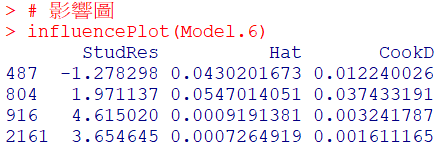 > # 影響圖
> influencePlot(Model.6)
StudRes Hat CookD
487 -1.278298 0.0430201673 0.012240026
804 1.971137 0.0547014051 0.037433191
916 4.615020 0.0009191381 0.003241787
2161 3.654645 0.0007264919 0.001611165